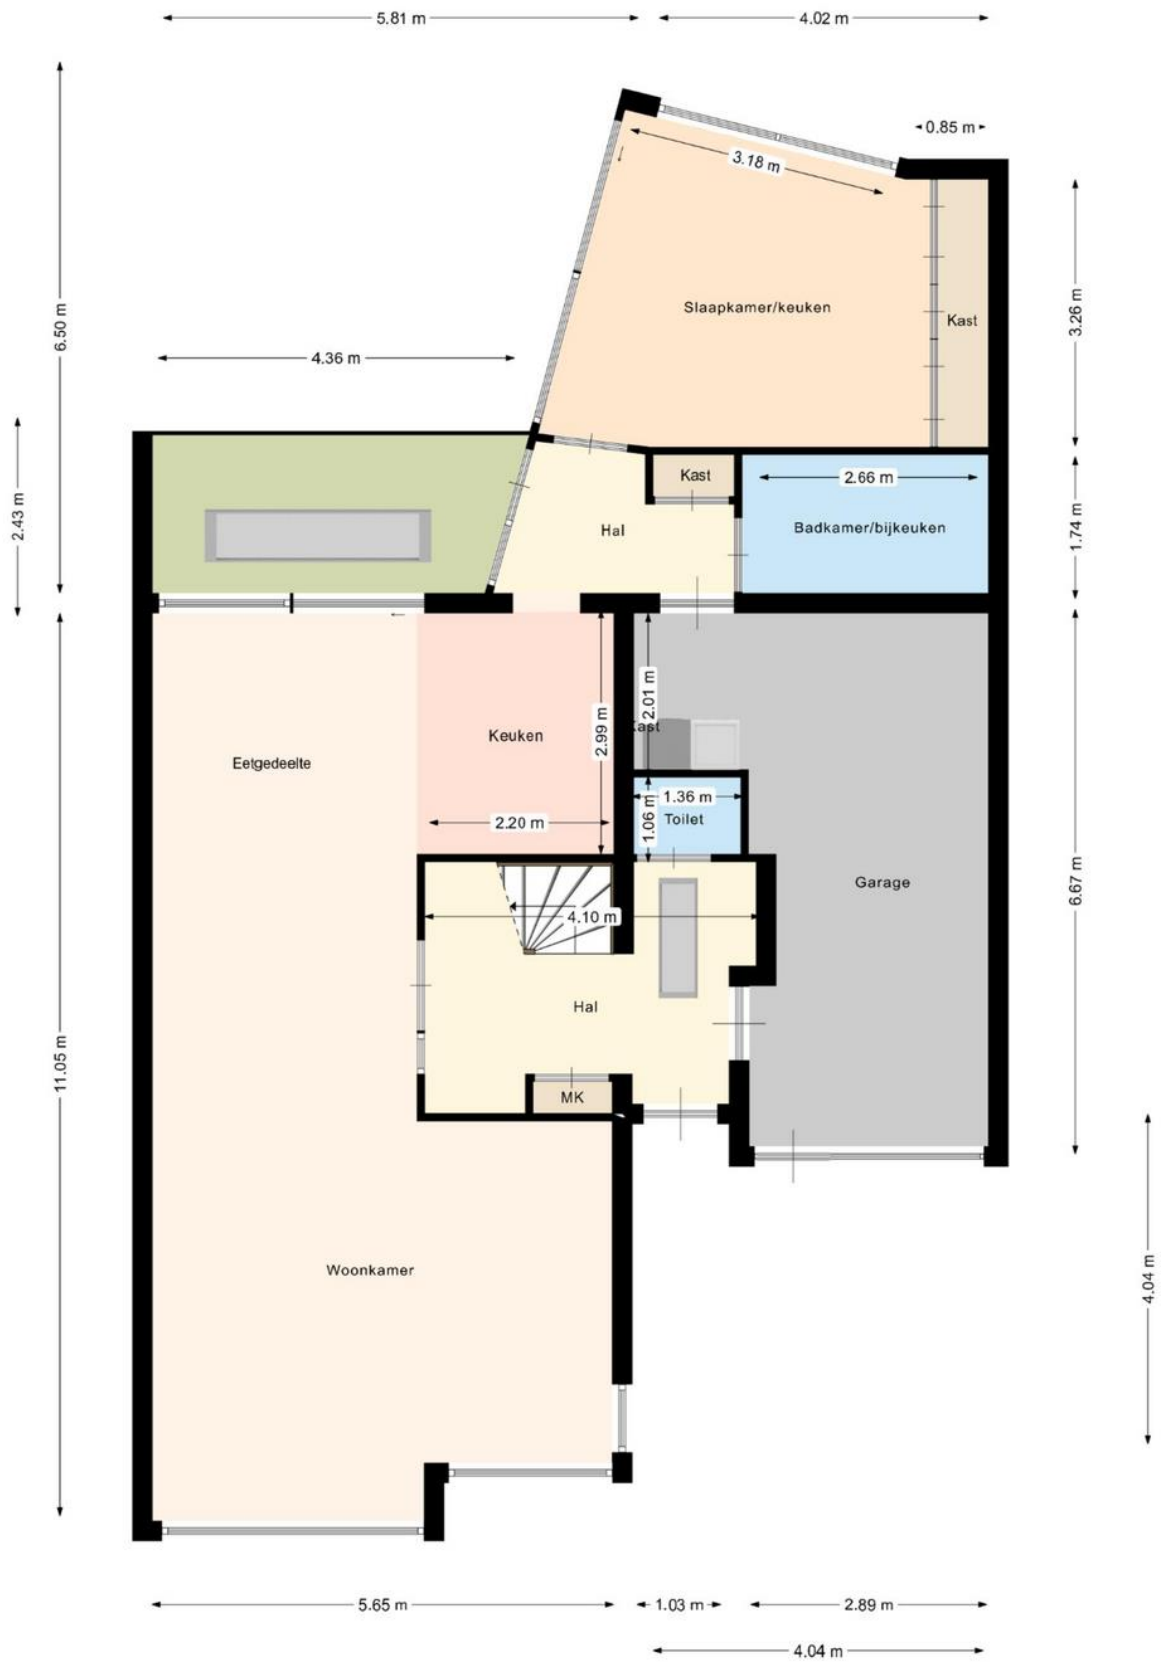 5.81 m
4.02 m
0.85 m
3.18 m
Slaapkamer/keuken
Kast
3.26 m
6.50 m
4.36 m
2.43 m
Kast
2.66 m
Hal
Badkamer/bijkeuken
1.74 m
2.01 m
Kast
Keuken
2.99 m
Eetgedeelte
1.36 m
1.06 m
Toilet
2.20 m
Garage
6.67 m
4.10 m
Hal
11.05 m
MK
Woonkamer
4.04 m
5.65 m
1.03 m
2.89 m
4.04 m